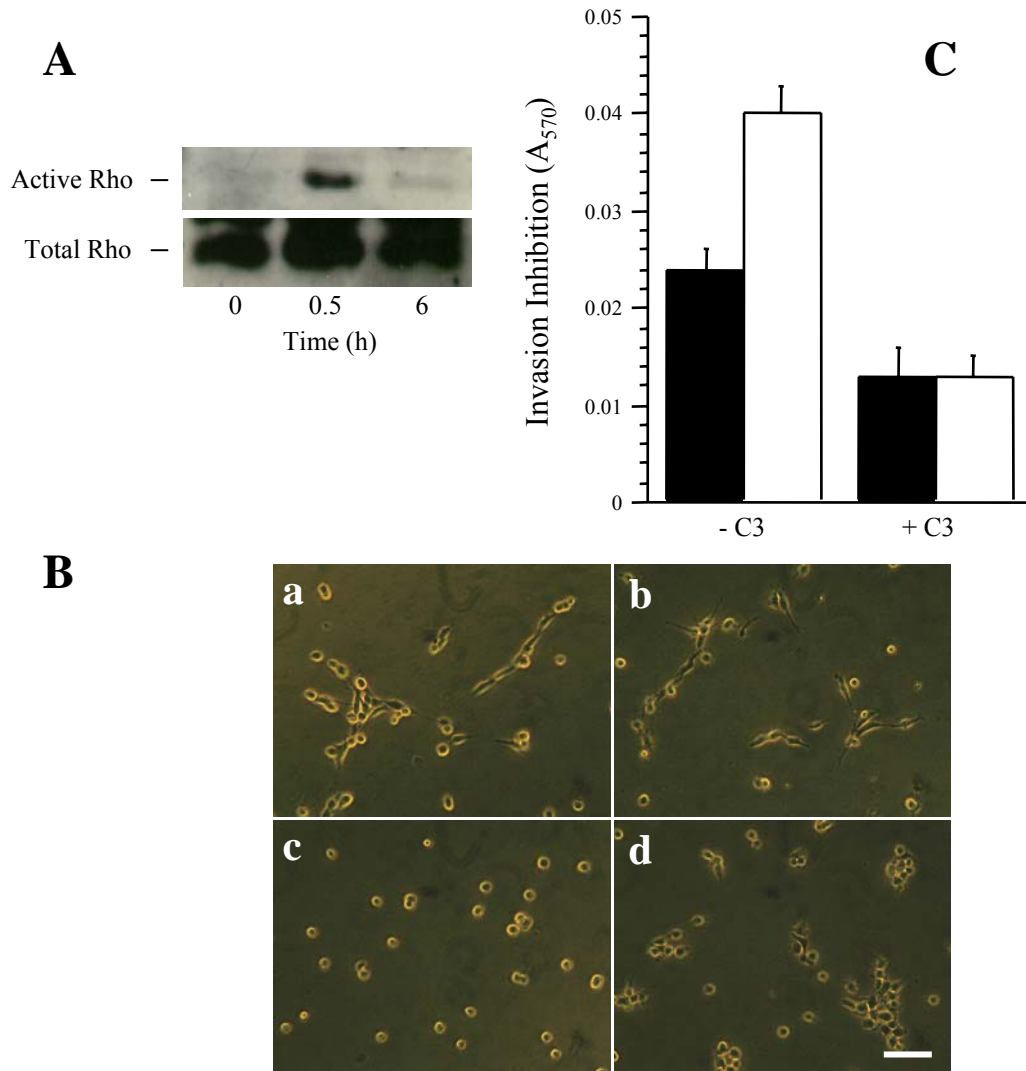 A
Active Rho –
Total Rho –
0 0.5 6
Time (h)
C
Invasion Inhibition (A570)
0.05
0.04
0.03
0.02
0.01
0
- C3 + C3
B
a b
c d